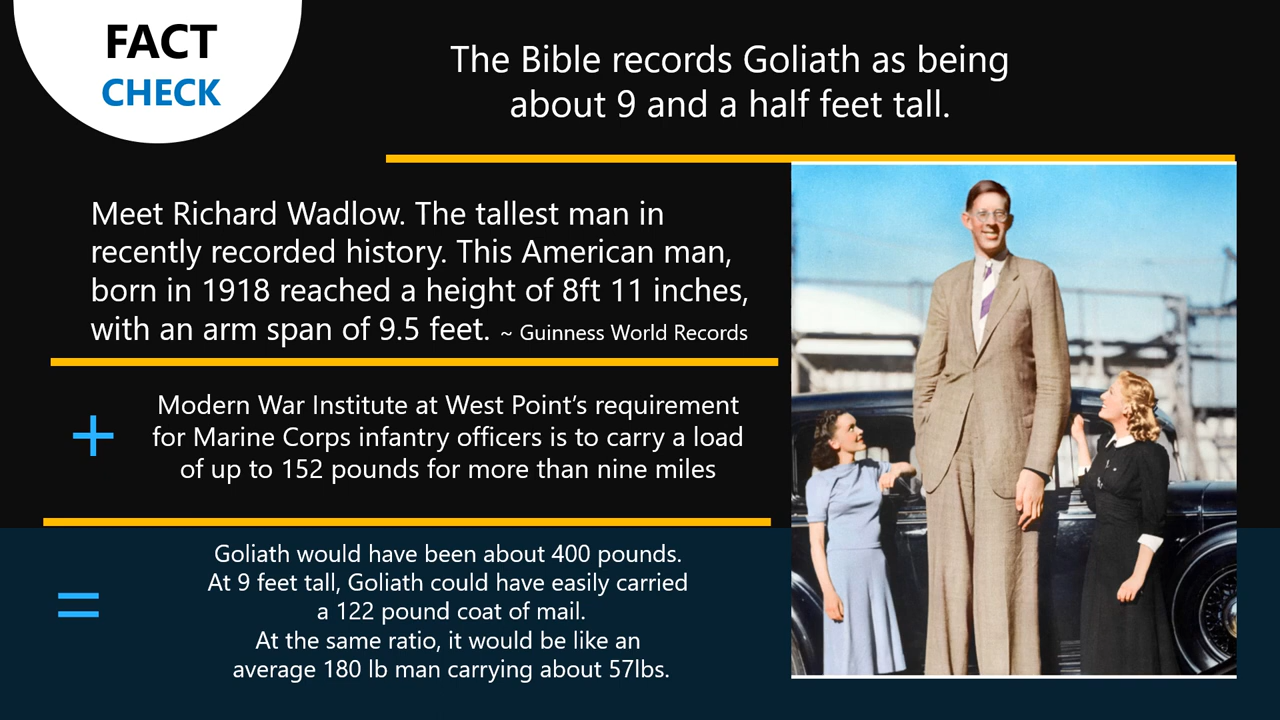 FACT
CHECK
The Bible records Goliath as being
about 9 and a half feet tall.
Meet Richard Wadlow. The tallest man in
recently recorded history. This American man,
born in 1918 reached a height of 8ft 11 inches,
with an arm span of 9.5 feet. ~ Guinness World Records
+
Modern War Institute at West Point’s requirement
for Marine Corps infantry officers is to carry a load
of up to 152 pounds for more than nine miles
=
Goliath would have been about 400 pounds.
At 9 feet tall, Goliath could have easily carried
a 122 pound coat of mail.
At the same ratio, it would be like an
average 180 lb man carrying about 57lbs.